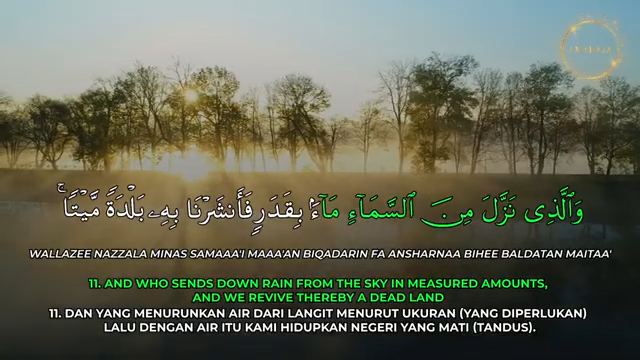 وَٱلَّذِى نَزَّلَ مِنَ ٱلسَّمَآءِ مَآءًۢ بِقَدَرٍۢ فَأَنشَرْنَا بِهِۦ بَلْدَةًۭ مَّيْتًۭا ۚ
WALLAZEE NAZZALA MINAS SAMAAA'I MAAA'AN BIQADARIN FA ANSHARNAA BIHEE BALDATAN MAITAA'
11. AND WHO SENDS DOWN RAIN FROM THE SKY IN MEASURED AMOUNTS,
AND WE REVIVE THEREBY A DEAD LAND
11. DAN YANG MENURUNKAN AIR DARI LANGIT MENURUT UKURAN (YANG DIPERLUKAN)
LALU DENGAN AIR ITU KAMI HIDUPKAN NEGERI YANG MATI (TANDUS).